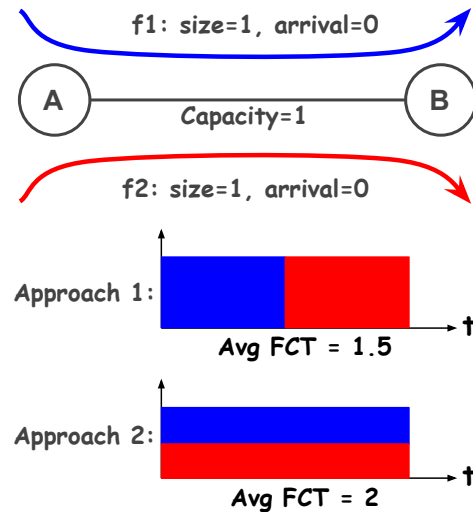 f1: size=1, arrival=0
A
B
Capacity=1
f2: size=1, arrival=0
Approach 1:
t
Avg FCT = 1.5
Approach 2:
t
Avg FCT = 2